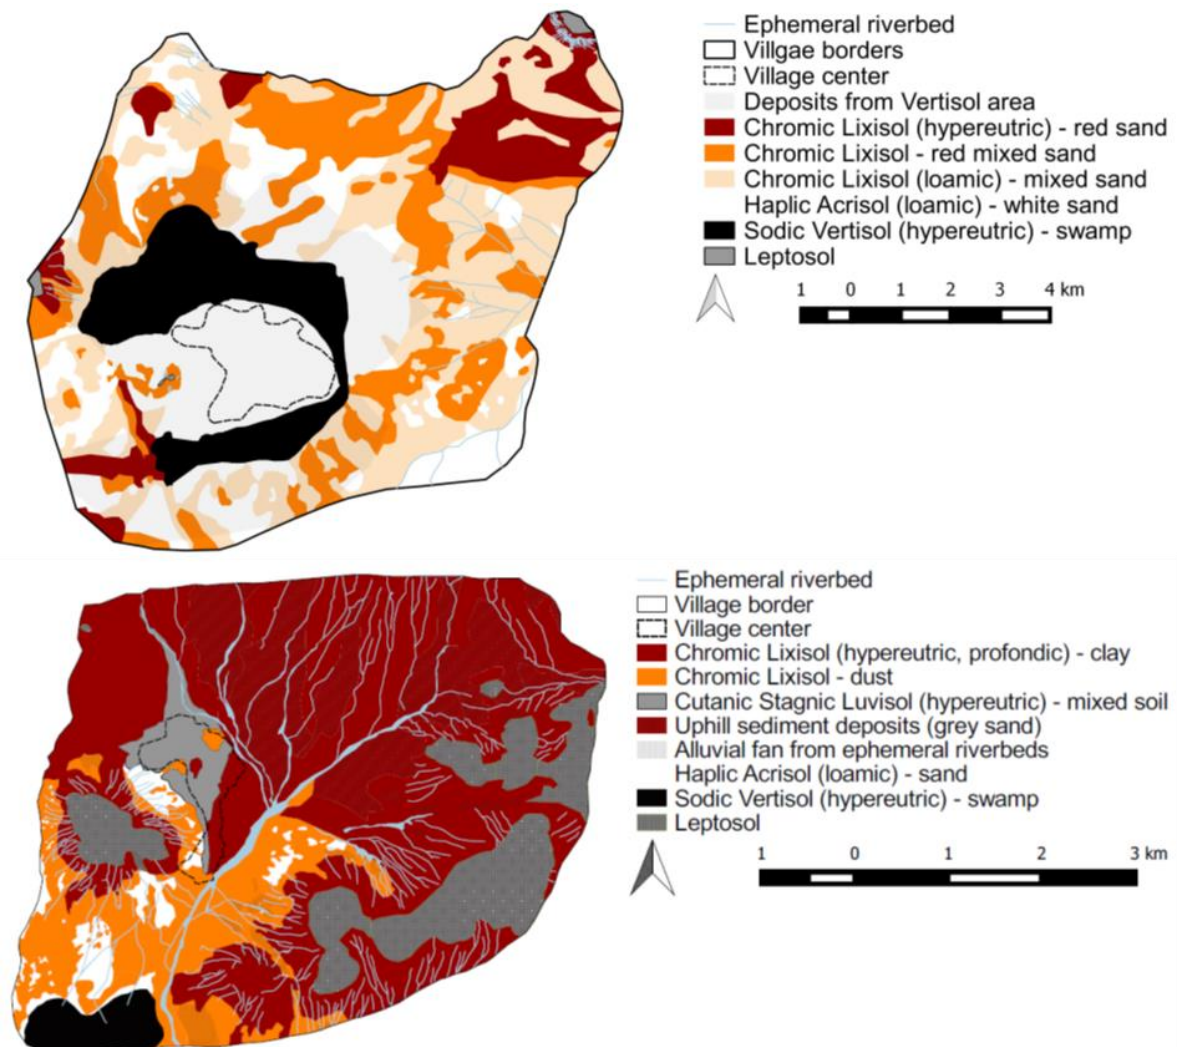 Ephemeral riverbed
Villgae borders
Village center
Deposits from Vertisol area
Chromic Lixisol (hypereutric) - red sand
Chromic Lixisol - red mixed sand
Chromic Lixisol (loamic) - mixed sand
Haplic Acrisol (loamic) - white sand
Sodic Vertisol (hypereutric) - swamp
Leptosol
1 0 1 2 3 4 km
Ephemeral riverbed
Village border
Village center
Chromic Lixisol (hypereutric, profondic) - clay
Chromic Lixisol - dust
Cutanic Stagnic Luvisol (hypereutric) - mixed soil
Uphill sediment deposits (grey sand)
Alluvial fan from ephemeral riverbeds
Haplic Acrisol (loamic) - sand
Sodic Vertisol (hypereutric) - swamp
Leptosol
1 0 1 2 3 km